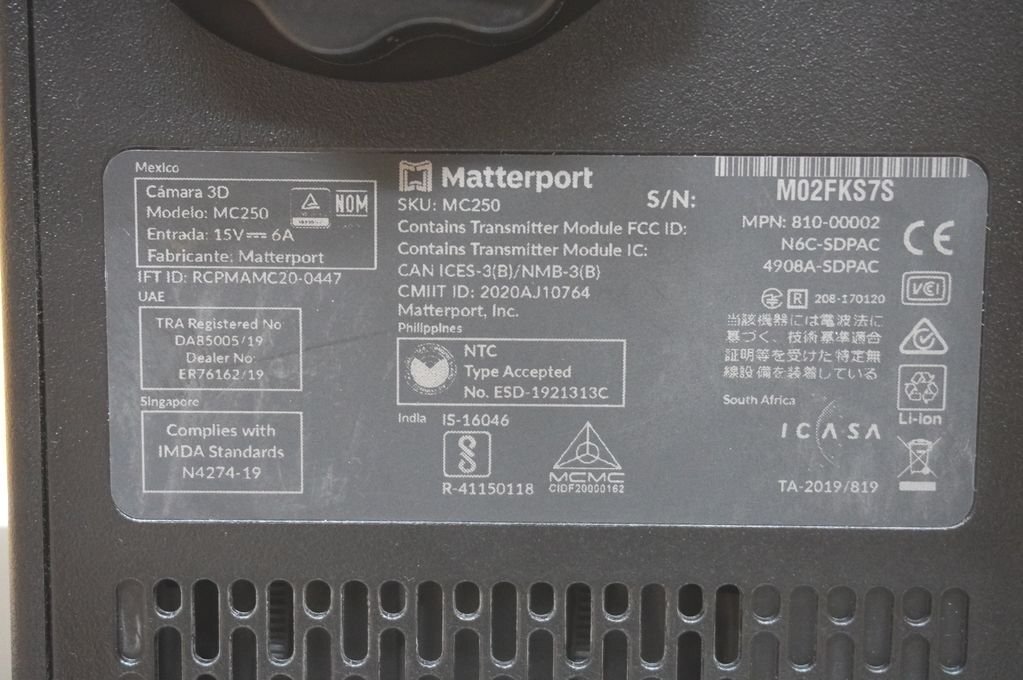 Mexico
Cámara 3D
Modelo: MC250
NOM
Entrada: 15V⎓ 6A
Fabricante: Matterport
IFT ID: RCPMAMC20-0447
UAE
TRA Registered No
DA85005/19
Dealer No:
ER76162/19
Singapore
Complies with
IMDA Standards
N4274-19
Matterport
SKU: MC250
S/N:
M02FKS7S
Contains Transmitter Module FCC ID:
Contains Transmitter Module IC:
CAN ICES-3(B)/NMB-3(B)
CMIIT ID: 2020AJ10764
Matterport, Inc.
Philippines
NTC
Type Accepted
No. ESD-1921313C
India
IS-16046
R-41150118
MCMC
CIDF20000162
MPN: 810-00002
N6C-SDPAC
4908A-SDPAC
R 208-170120
当該機器には電波法に
基づく、技術基準適合
証明等を受けた特定無
線設備を装着している
South Africa
ICASA
TA-2019/819
CE
VCI
Li-ion